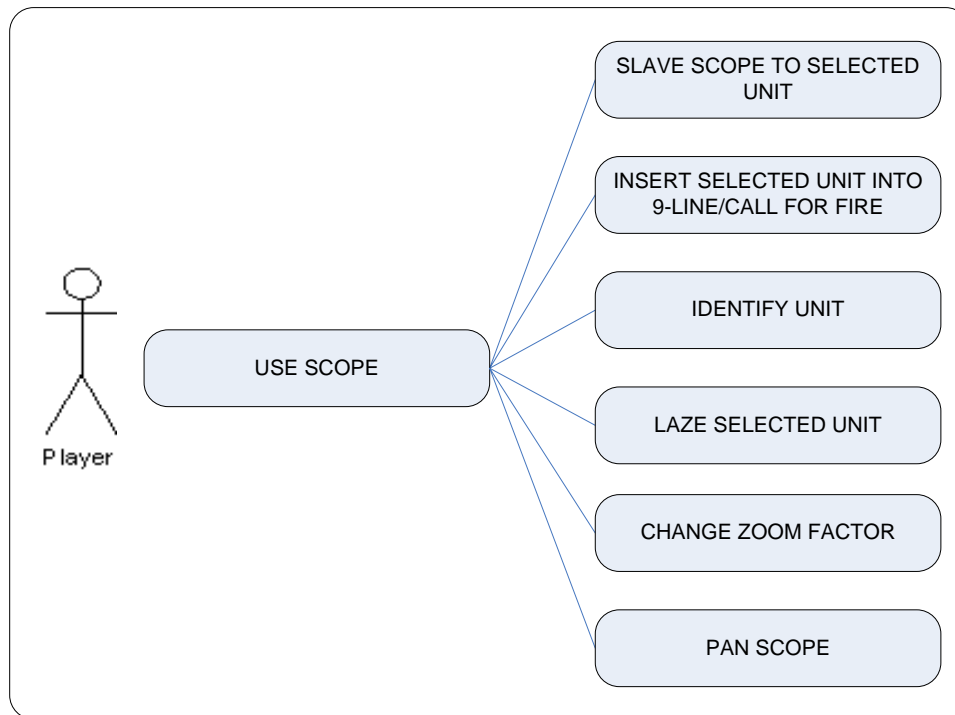 SLAVE SCOPE TO SELECTED
UNIT
INSERT SELECTED UNIT INTO
9-LINE/CALL FOR FIRE
IDENTIFY UNIT
USE SCOPE
LAZE SELECTED UNIT
Player
CHANGE ZOOM FACTOR
PAN SCOPE